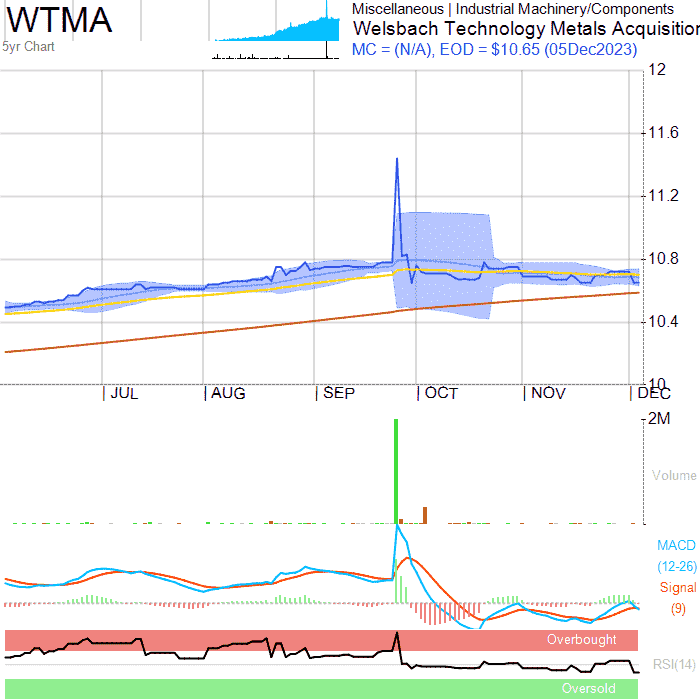 WTMA
5yr Chart
Miscellaneous | Industrial Machinery/Components
Welsbach Technology Metals Acquisition
MC = (N/A), EOD = $10.65 (05Dec2023)
12
11.6
11.2
10.8
10.4
10
JUL
AUG
SEP
OCT
NOV
DEC
2M
Volume
MACD
(12-26)
Signal
(9)
Overbought
RSI(14)
Oversold